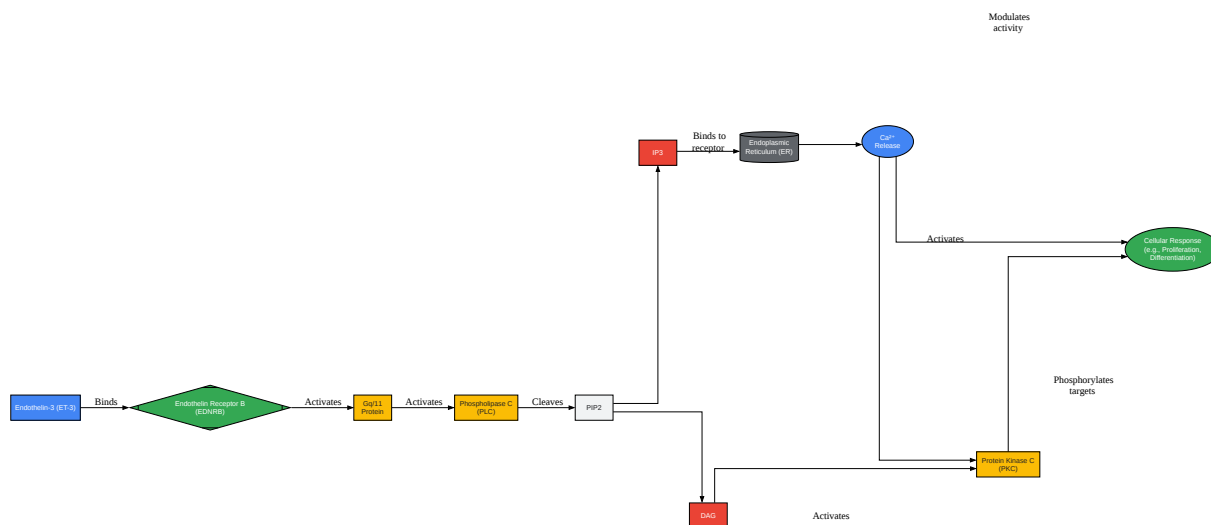 Modulates
activity
IP3
Binds to
receptor
Endoplasmic
Reticulum (ER)
Ca²⁺
Release
Activates
Cellular Response
(e.g., Proliferation,
Differentiation)
Endothelin-3 (ET-3)
Binds
Endothelin Receptor B
(EDNRB)
Activates
Gq/11
Protein
Activates
Phospholipase C
(PLC)
Cleaves
PIP2
Phosphorylates
targets
Protein Kinase C
(PKC)
DAG
Activates